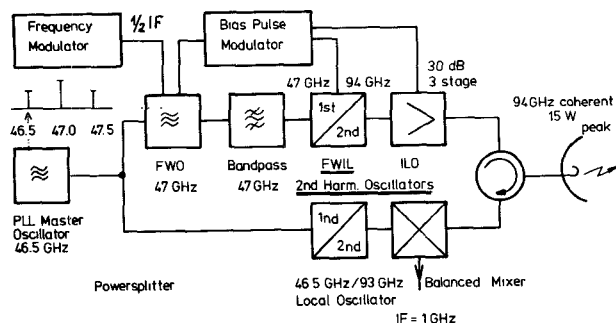 Frequency
Modulator
½ IF
Bias Pulse
Modulator
30 dB
3 stage
47 GHz
94 GHz
1st
2nd
94GHz coherent
15 W
peak
46.5
47.0
47.5
FWO
47 GHz
Bandpass
47 GHz
FWIL
ILO
2nd Harm. Oscillators
PLL Master
Oscillator
46.5 GHz
1nd
2nd
Powersplitter
46 5 GHz/93 GHz
Local Oscillator
Balanced Mixer
IF = 1 GHz